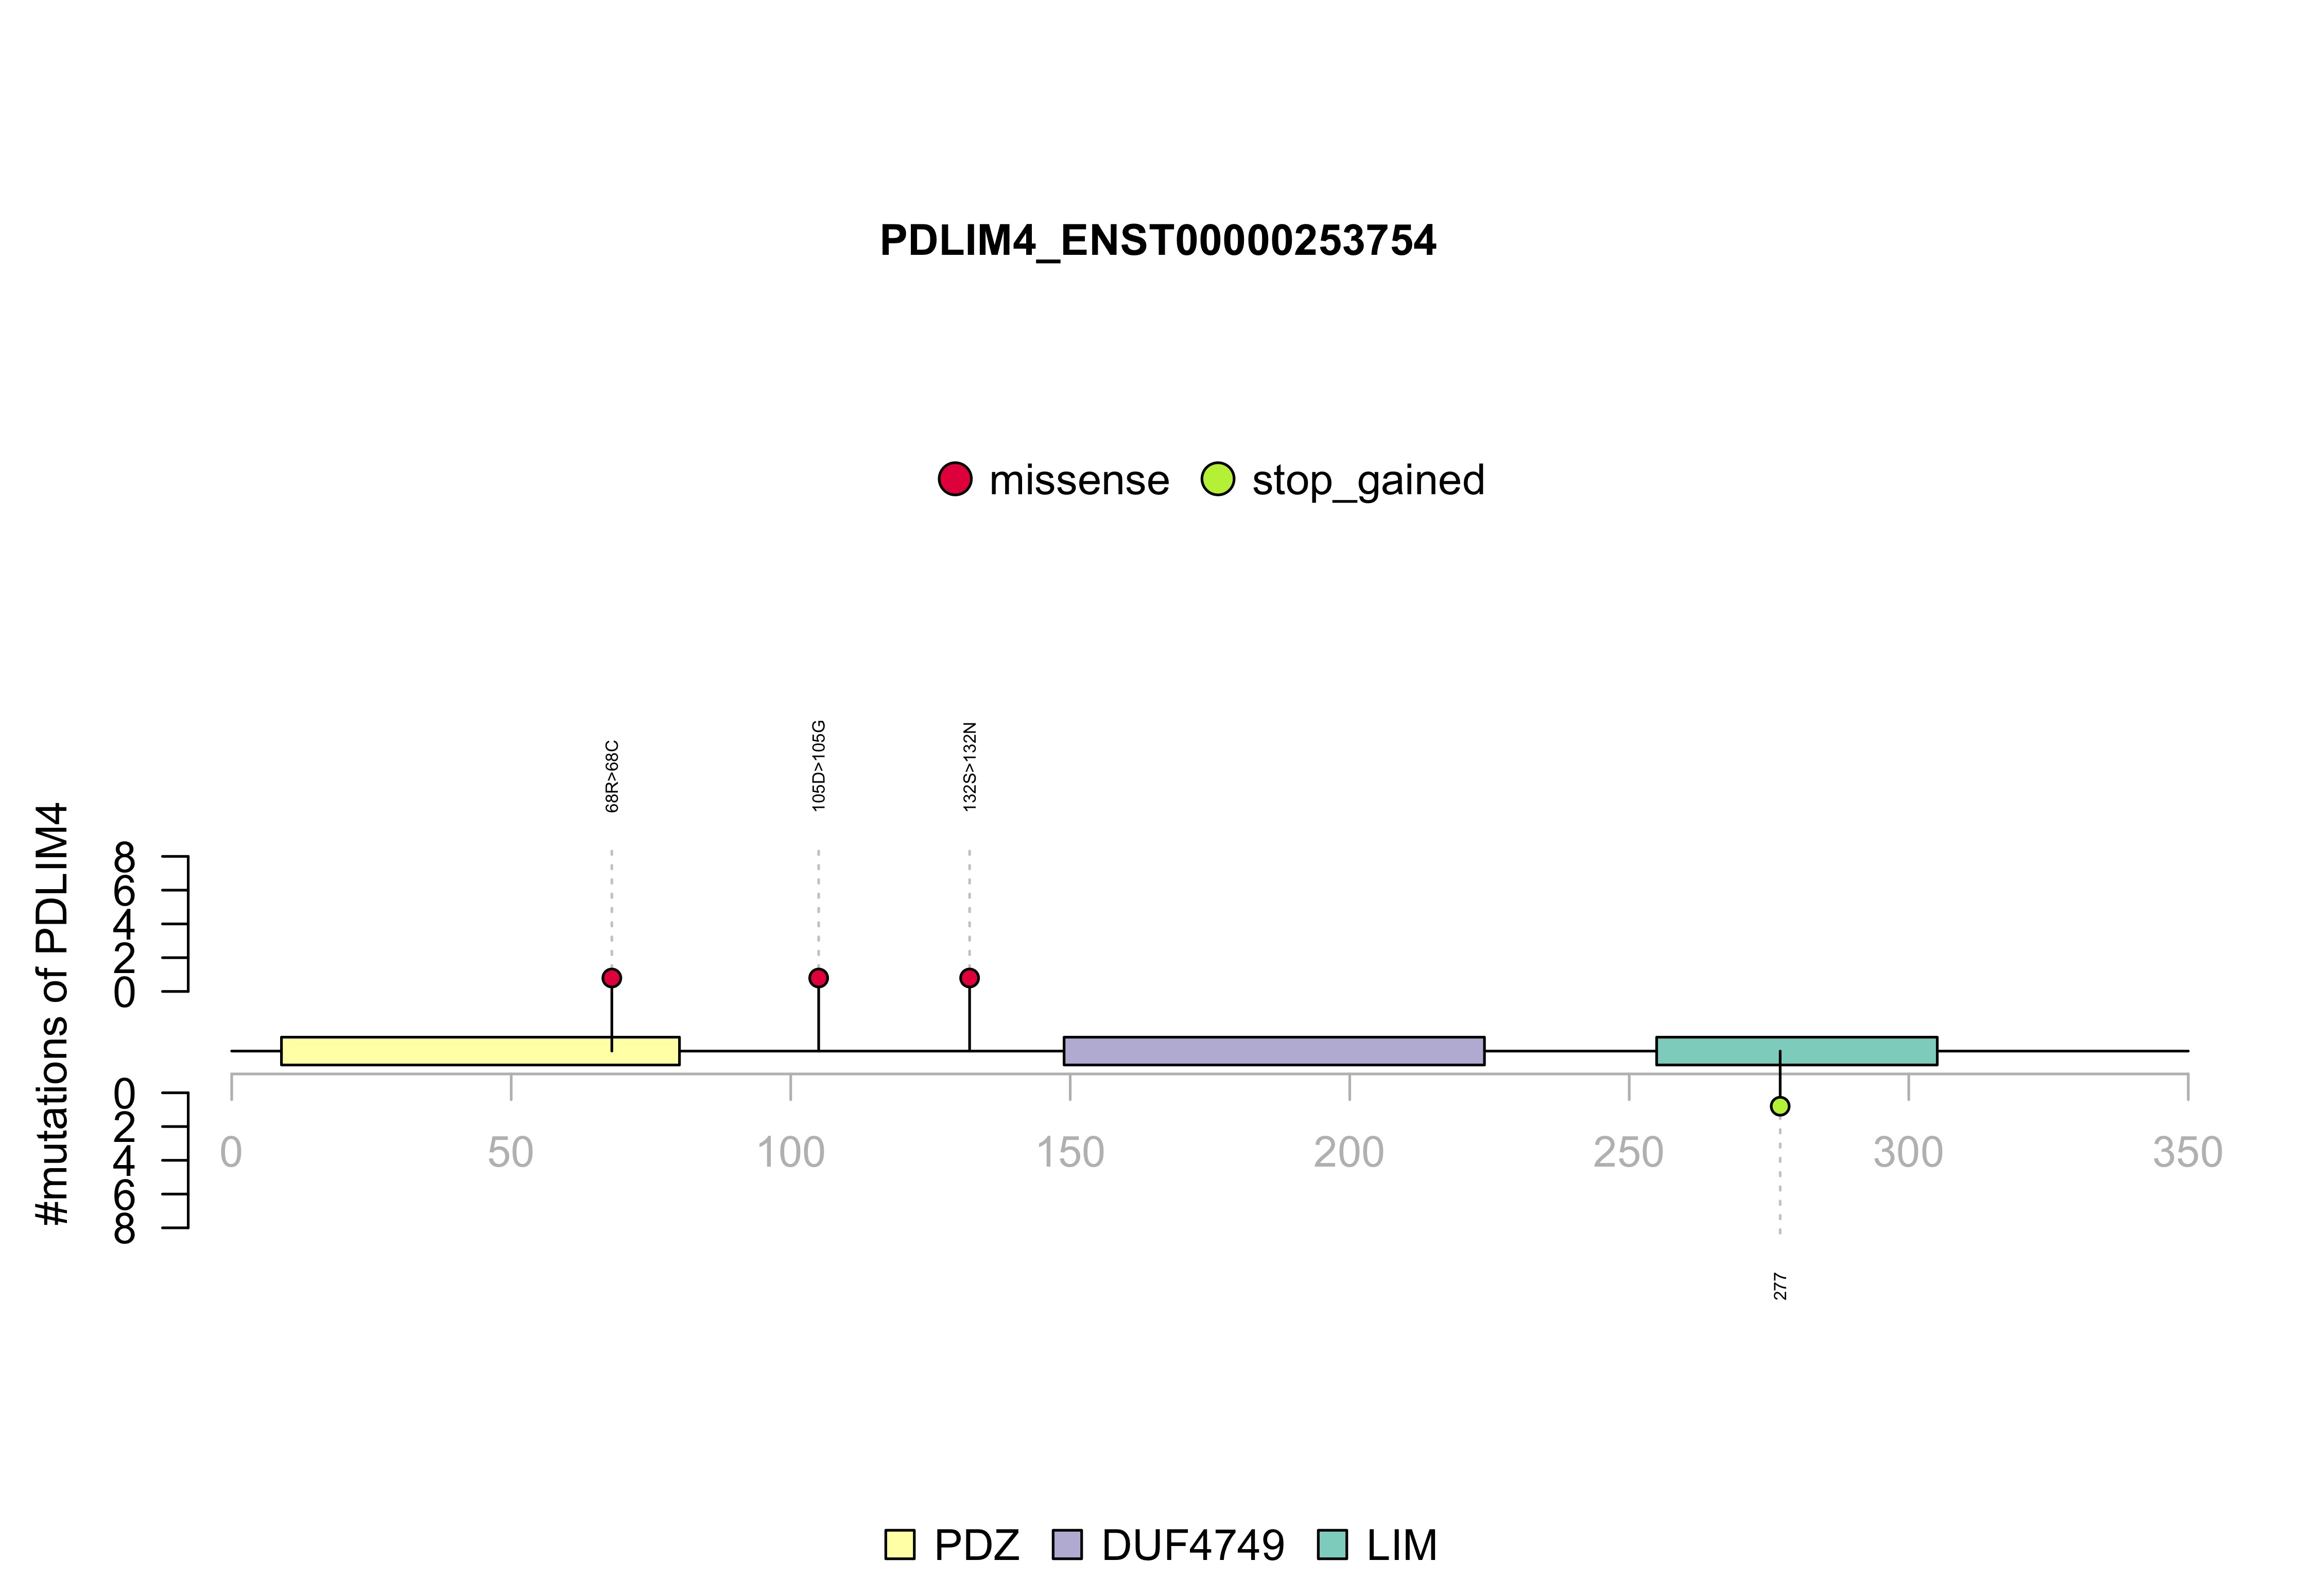 PDLIM4_ENST00000253754
missense
stop_gained
68R>68C
105D>105G
132S>132N
#mutations of PDLIM4
8
6
4
2
0
0
2
4
6
8
0 50 100 150 200 250 300 350
277
PDZ DUF4749 LIM